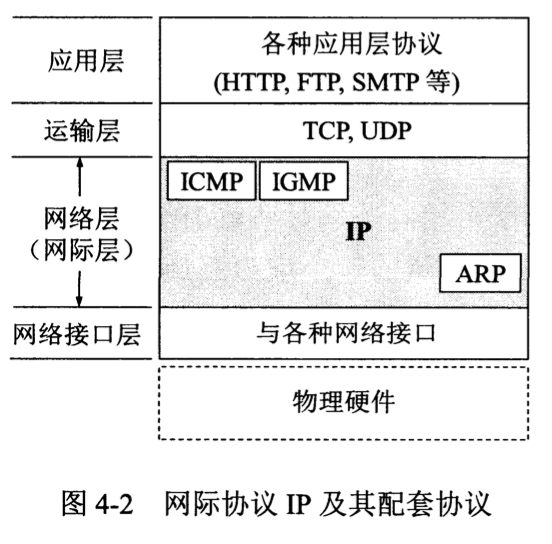 应用层
各种应用层协议
(HTTP, FTP, SMTP 等)
运输层
TCP, UDP
ICMP
IGMP
网络层
（网际层）
IP
ARP
网络接口层
与各种网络接口
物理硬件
图 4-2 网际协议 IP 及其配套协议